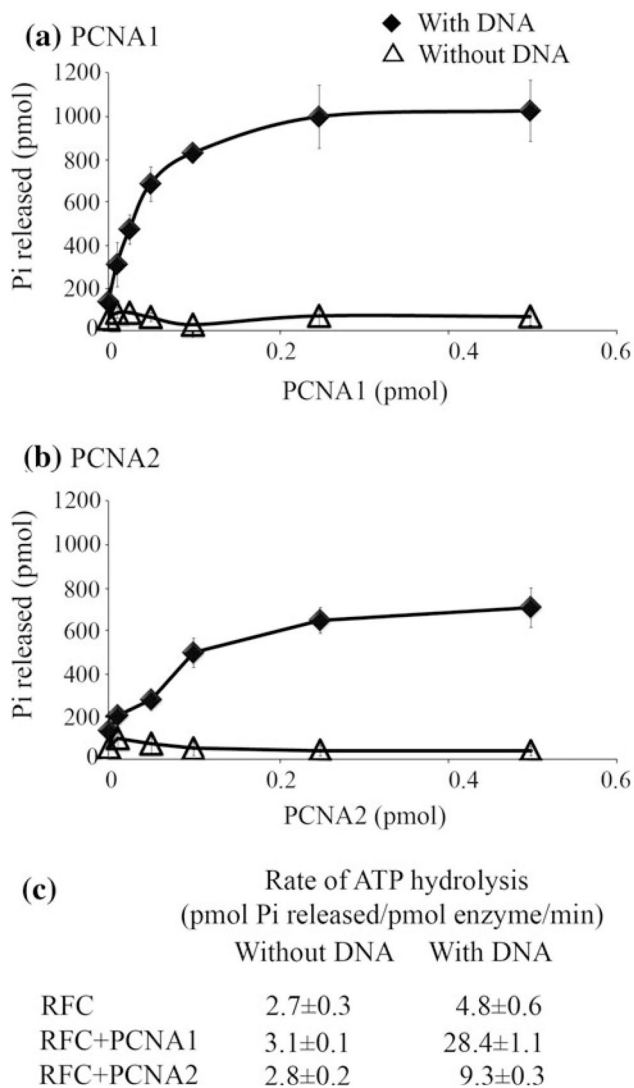 (a) PCNA1
With DNA
Without DNA
1200
1000
800
600
400
200
0
Pi released (pmol)
0 0.2 0.4 0.6
PCNA1 (pmol)
(b) PCNA2
1200
1000
800
600
400
200
0
Pi released (pmol)
0 0.2 0.4 0.6
PCNA2 (pmol)
(c) Rate of ATP hydrolysis
(pmol Pi released/pmol enzyme/min)
Without DNA With DNA
RFC 2.7±0.3 4.8±0.6
RFC+PCNA1 3.1±0.1 28.4±1.1
RFC+PCNA2 2.8±0.2 9.3±0.3